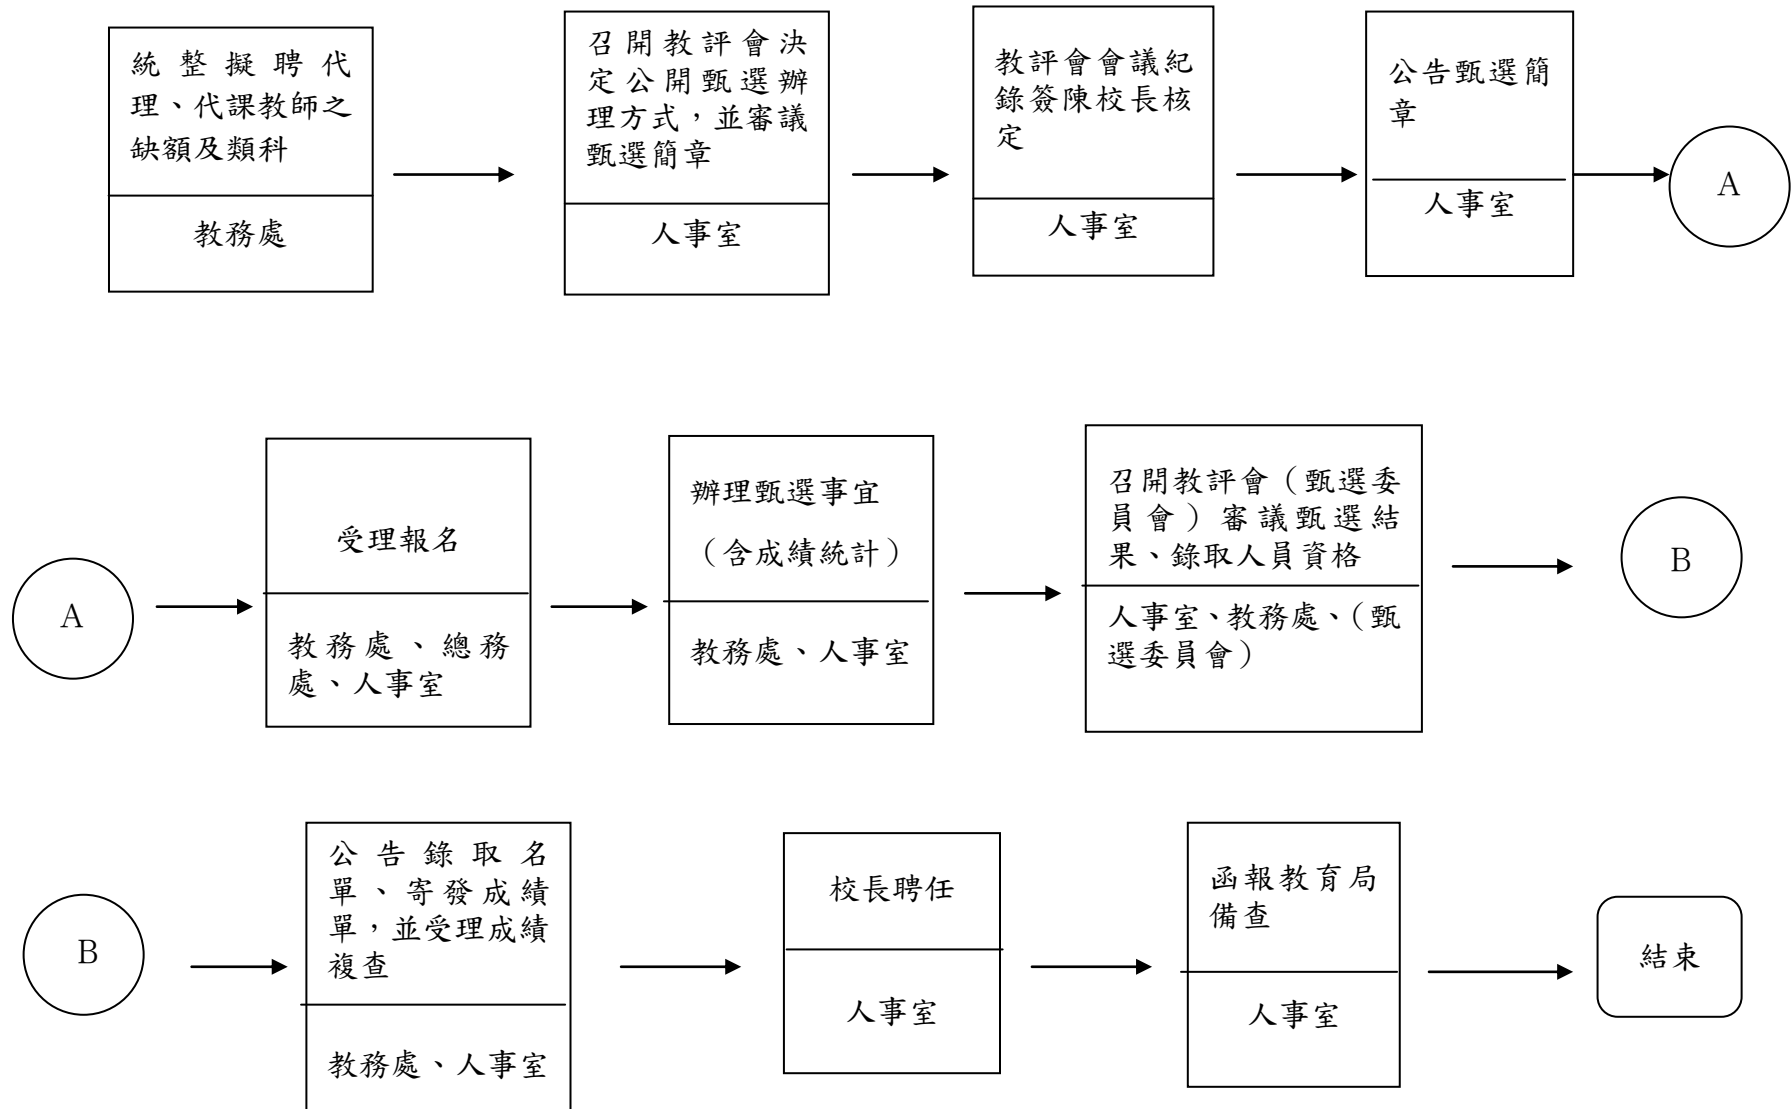 統整擬聘代
理、代課教師之
缺額及類科
教務處
召開教評會決
定公開甄選辦
理方式，並審議
甄選簡章
人事室
教評會會議紀
錄簽陳校長核
定
人事室
公告甄選簡
章
人事室
A
A
受理報名
教務處、總務
處、人事室
辦理甄選事宜
（含成績統計）
教務處、人事室
召開教評會（甄選委
員會）審議甄選結
果、錄取人員資格
人事室、教務處、（甄
選委員會）
B
B
公告錄取名
單、寄發成績
單，並受理成績
複查
教務處、人事室
校長聘任
人事室
函報教育局
備查
人事室
結束